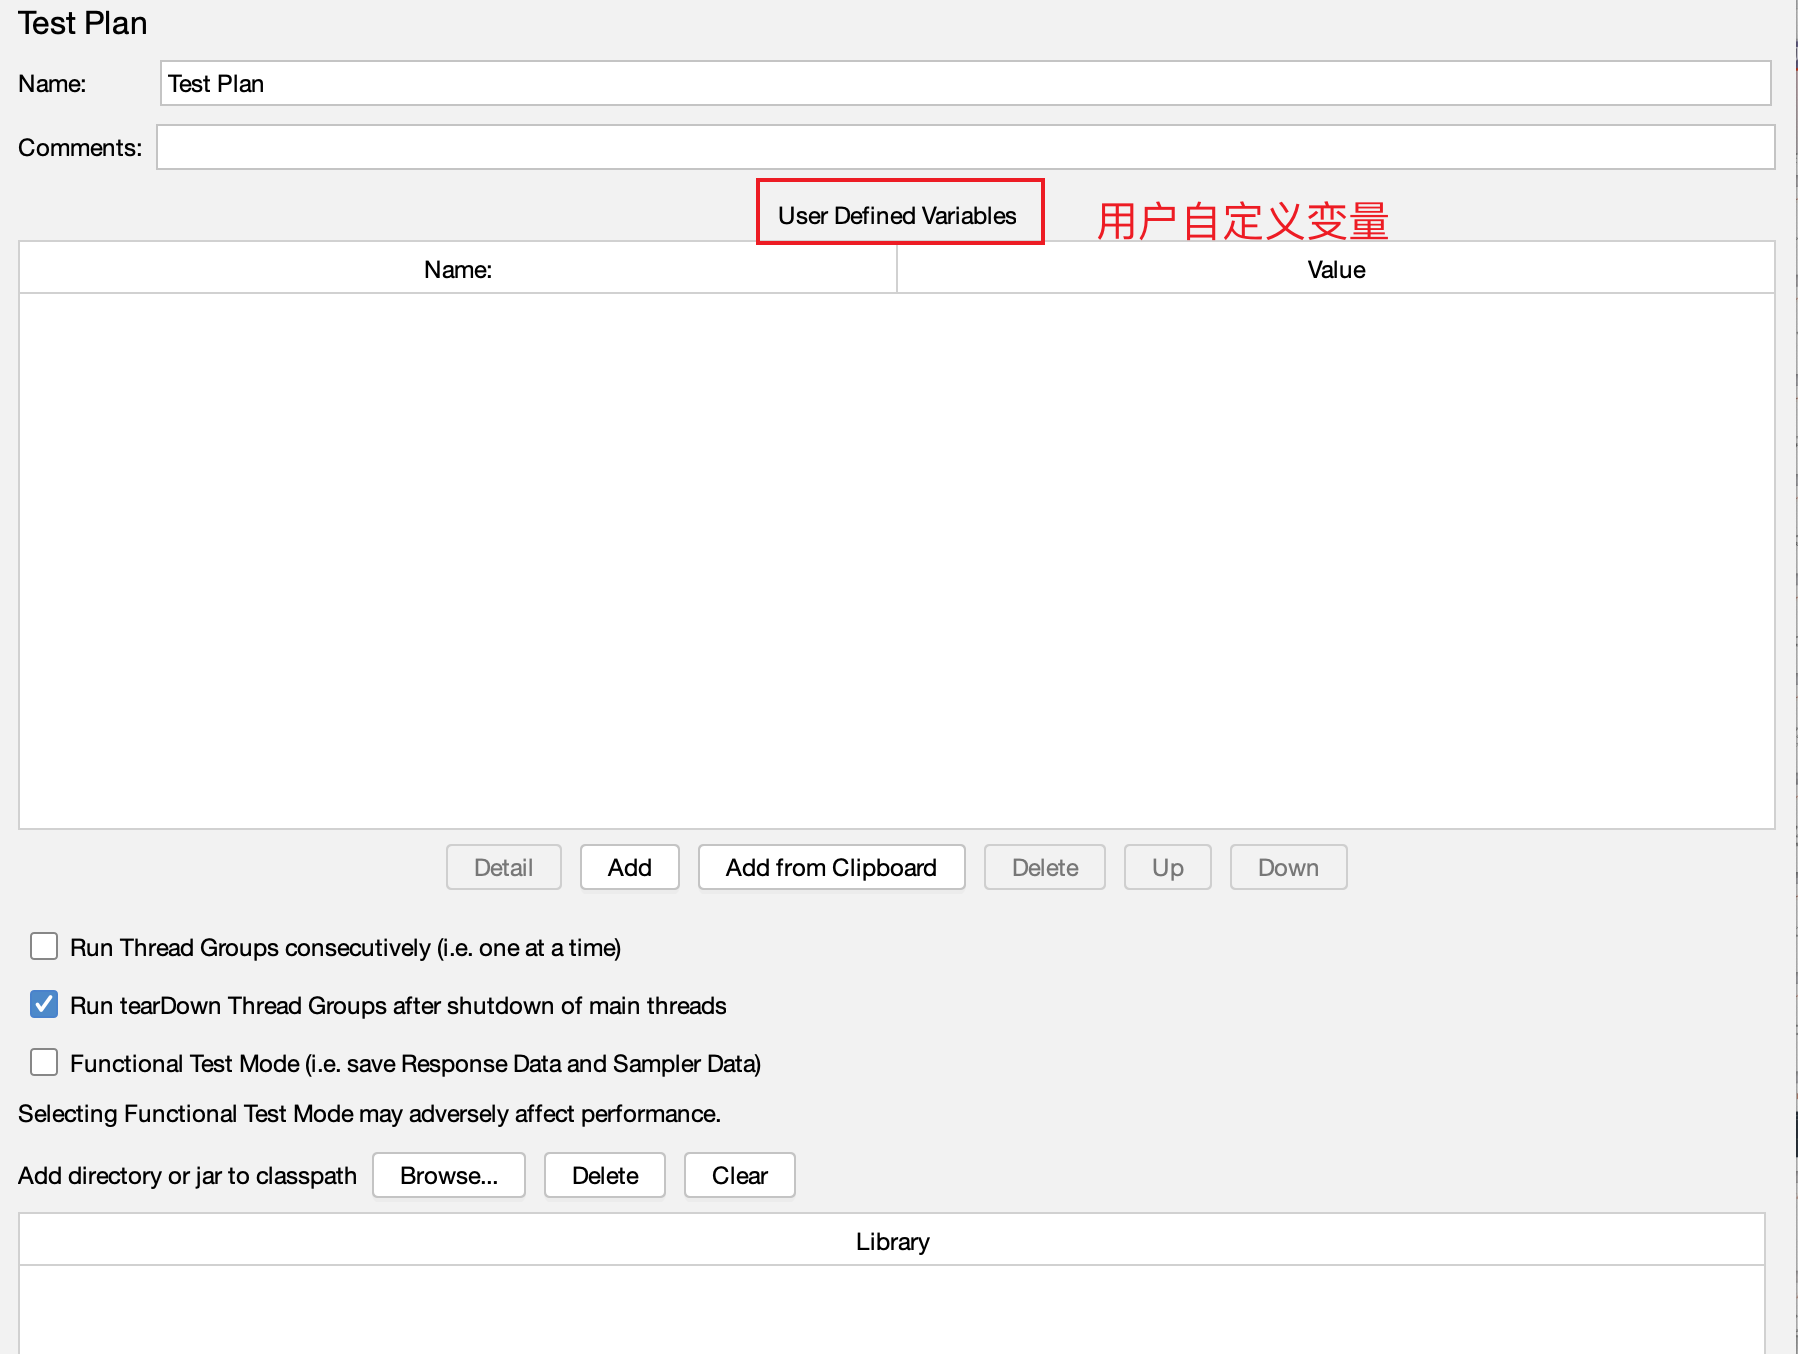 Test Plan
Name: Test Plan
Comments:
User Defined Variables 用户自定义变量
Name: Value
Detail Add Add from Clipboard Delete Up Down
Run Thread Groups consecutively (i.e. one at a time)
Run tearDown Thread Groups after shutdown of main threads
Functional Test Mode (i.e. save Response Data and Sampler Data)
Selecting Functional Test Mode may adversely affect performance.
Add directory or jar to classpath Browse... Delete Clear
Library